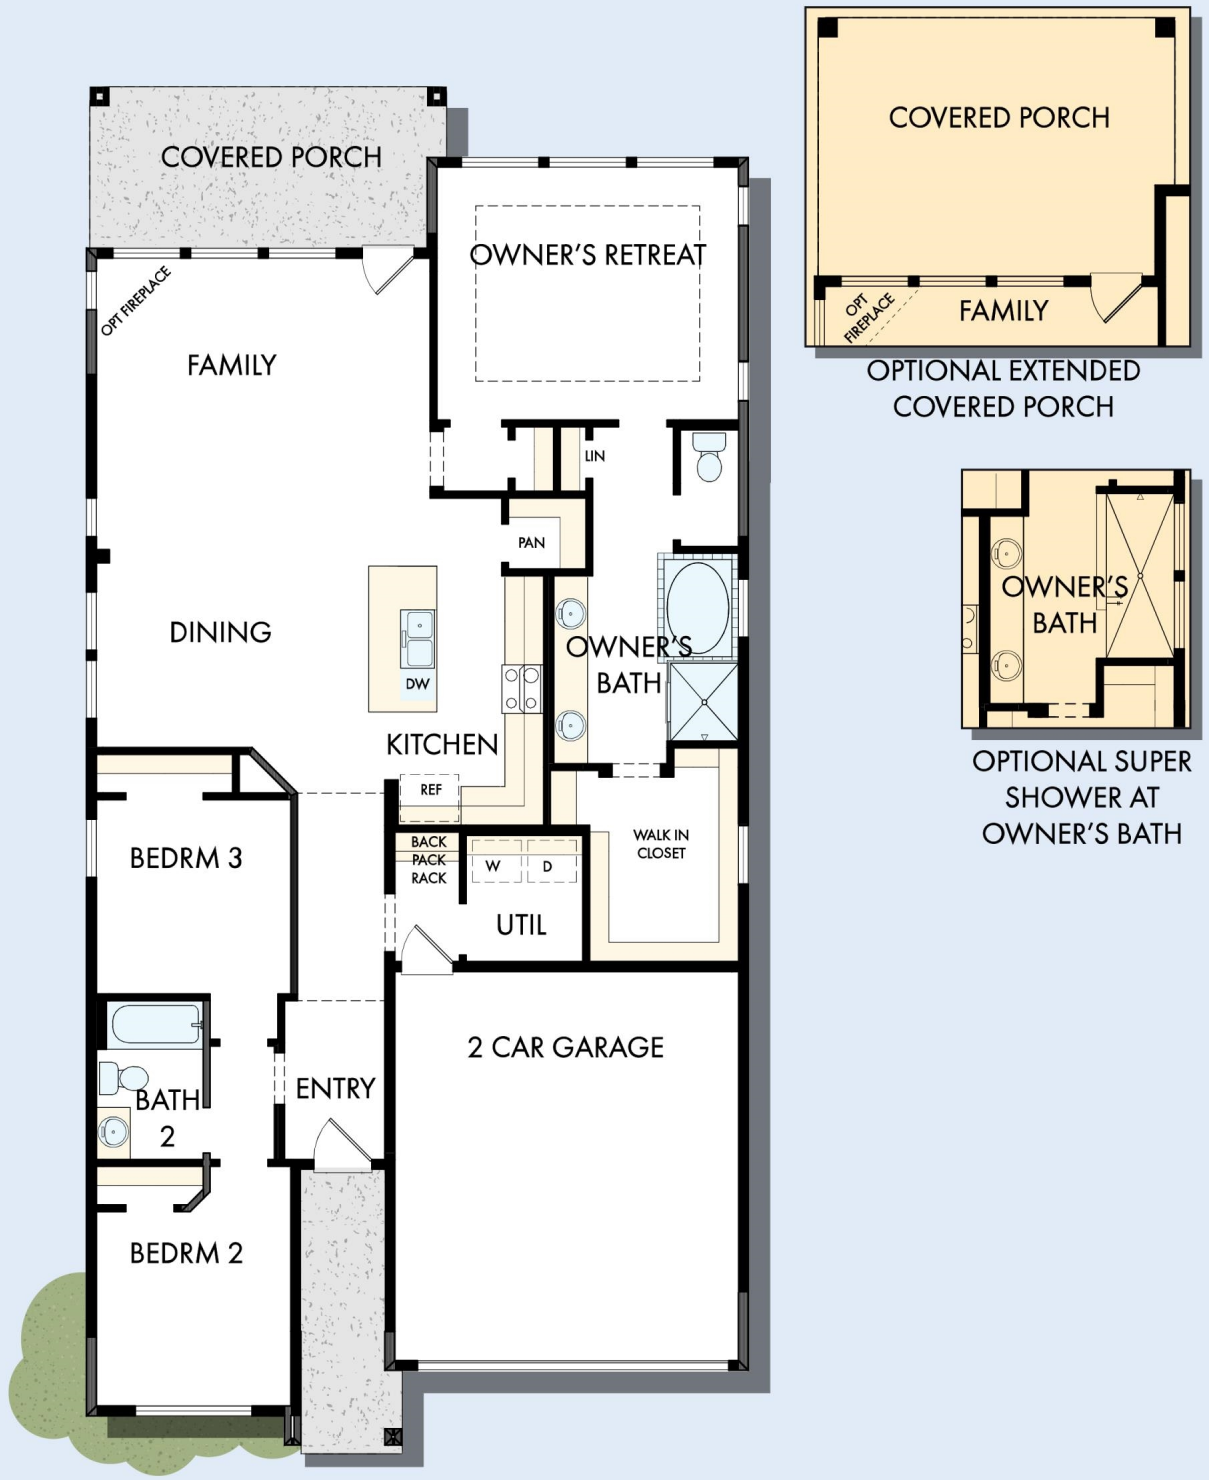 COVERED PORCH
OWNER'S RETREAT
OPT FIREPLACE
FAMILY
LIN
PAN
DINING
OWNER'S
BATH
DW
KITCHEN
REF
BEDRM 3
BACK
PACK
RACK
W
D
WALK IN
CLOSET
UTIL
2 CAR GARAGE
ENTRY
BATH
2
BEDRM 2
COVERED PORCH
OPT
FIREPLACE
FAMILY
OPTIONAL EXTENDED
COVERED PORCH
OWNER'S
BATH
OPTIONAL SUPER
SHOWER AT
OWNER'S BATH